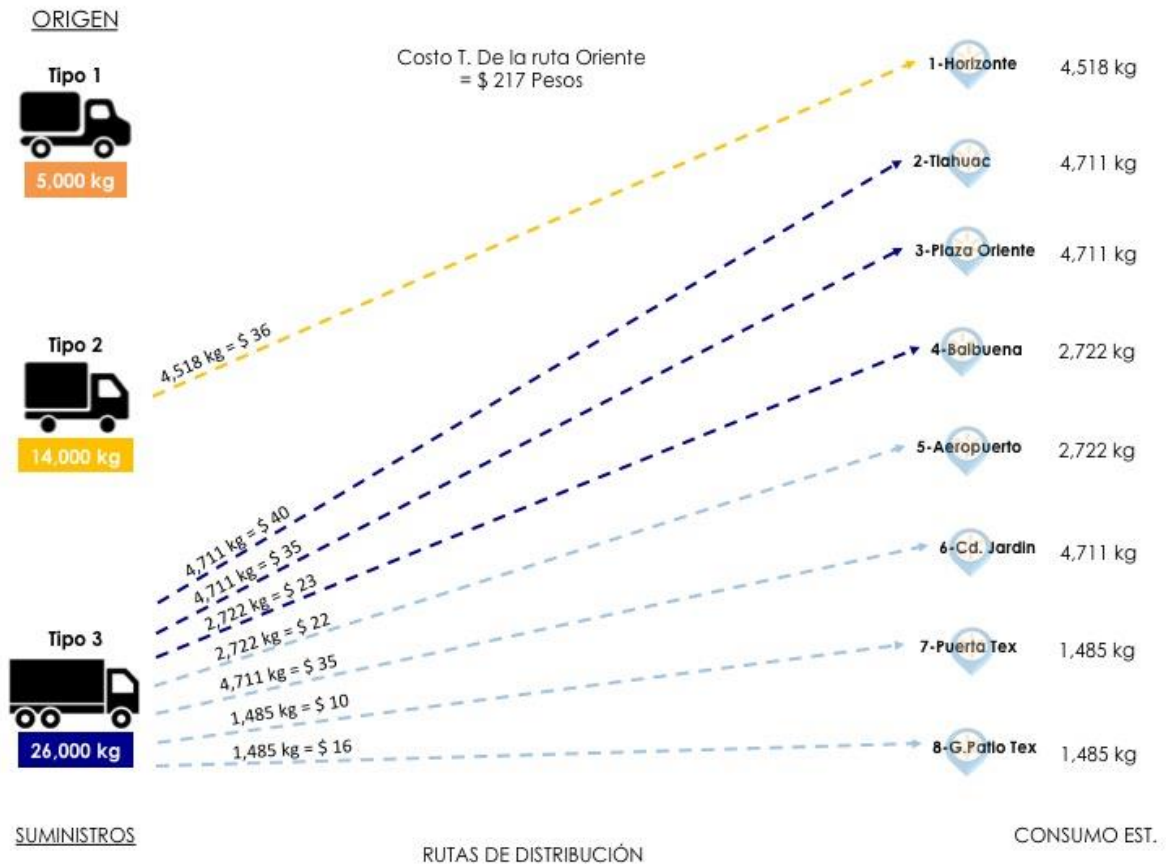 ORIGEN
Costo T. De la ruta Oriente
= $ 217 Pesos
Tipo 1
5,000 kg
1-Horizonte 4,518 kg
2-Tlahuac 4,711 kg
3-Plaza Oriente 4,711 kg
4,518 kg = $ 36
Tipo 2
14,000 kg
4-Balbuena 2,722 kg
5-Aeropuerto 2,722 kg
4,711 kg = $ 40
4,711 kg = $ 35
2,722 kg = $ 23
2,722 kg = $ 22
6-Cd. Jardin 4,711 kg
Tipo 3
26,000 kg
4,711 kg = $ 35
1,485 kg = $ 10
1,485 kg = $ 16
7-Puerta Tex 1,485 kg
8-G.Patio Tex 1,485 kg
SUMINISTROS
RUTAS DE DISTRIBUCIÓN
CONSUMO EST.